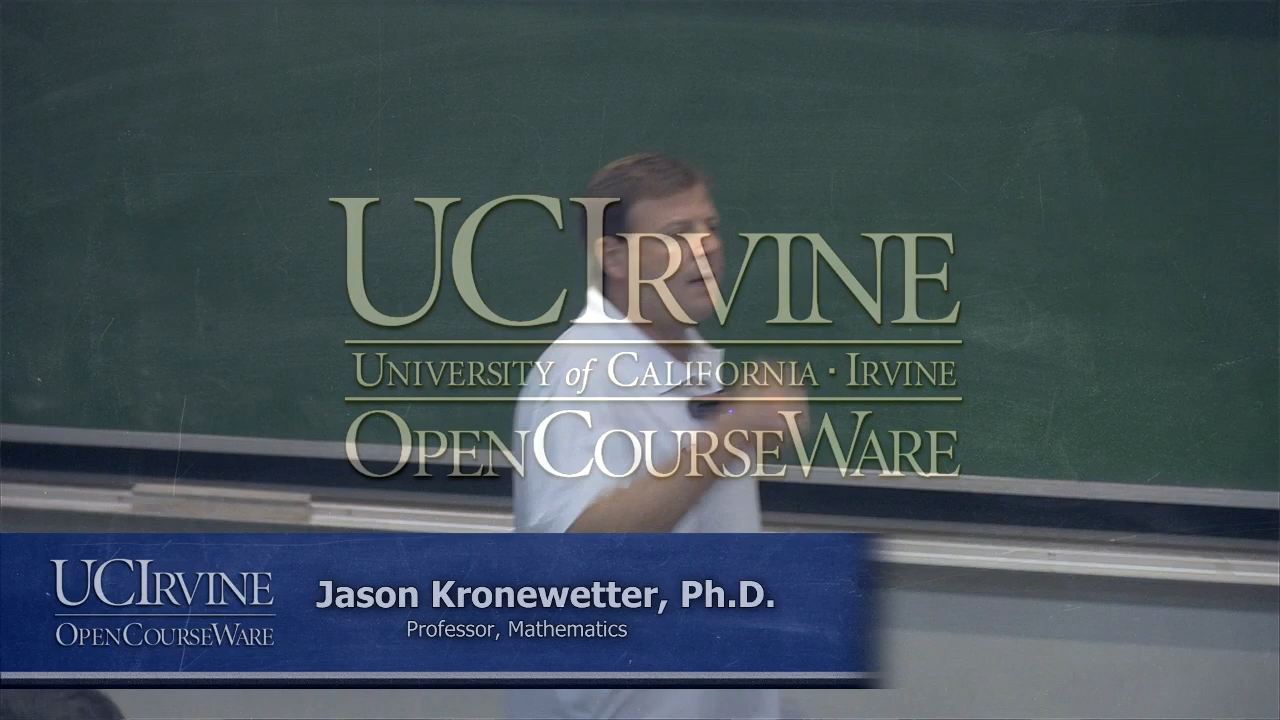 UCIRVINE
UNIVERSITY of CALIFORNIA · IRVINE
OPENCOURSEWARE
UCIRVINE
OPENCOURSEWARE
Jason Kronewetter, Ph.D.
Professor, Mathematics